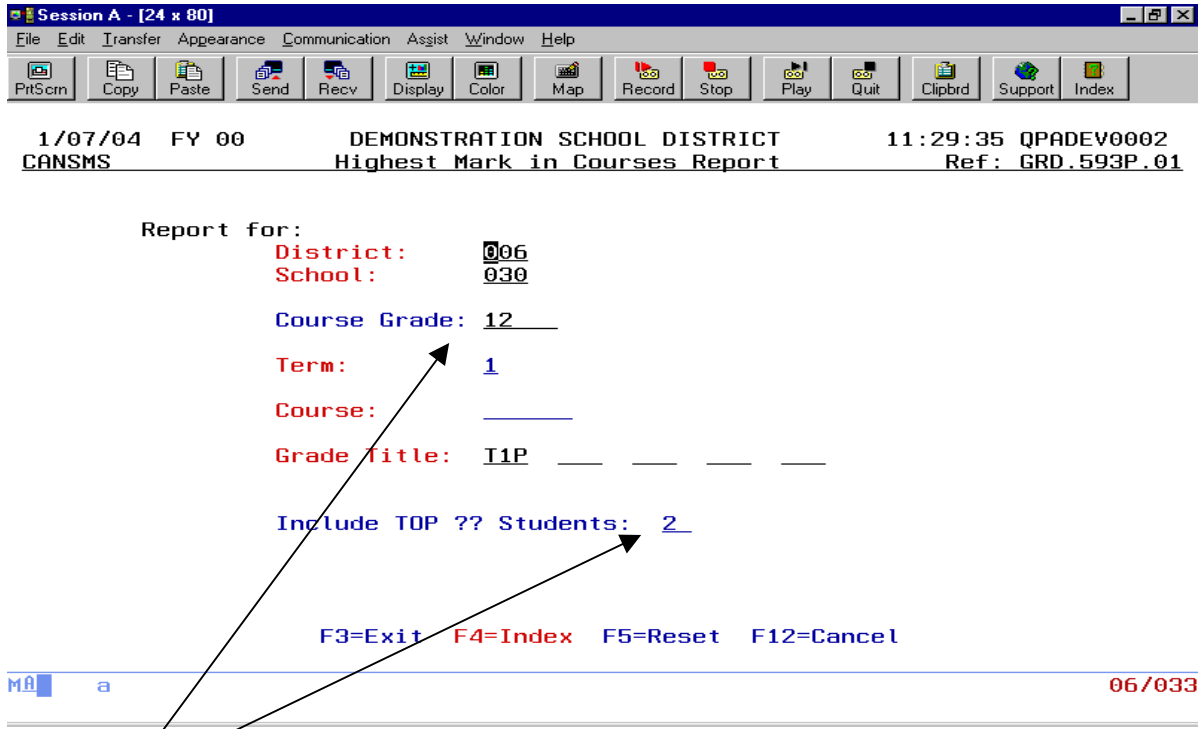 Session A - [24 x 80]
File Edit Transfer Appearance Communication Assist Window Help
PrtScrn Copy Paste Send Recv Display Color Map Record Stop Play Quit Clipbrd Support Index
1/07/04 FY 00 DEMONSTRATION SCHOOL DISTRICT 11:29:35 QPADEV0002
CANSMS Highest Mark in Courses Report Ref: GRD.593P.01
Report for:
District: 006
School: 030
Course Grade: 12
Term: 1
Course:
Grade Title: T1P
Include TOP ?? Students: 2
F3=Exit F4=Index F5=Reset F12=Cancel
MA a 06/033